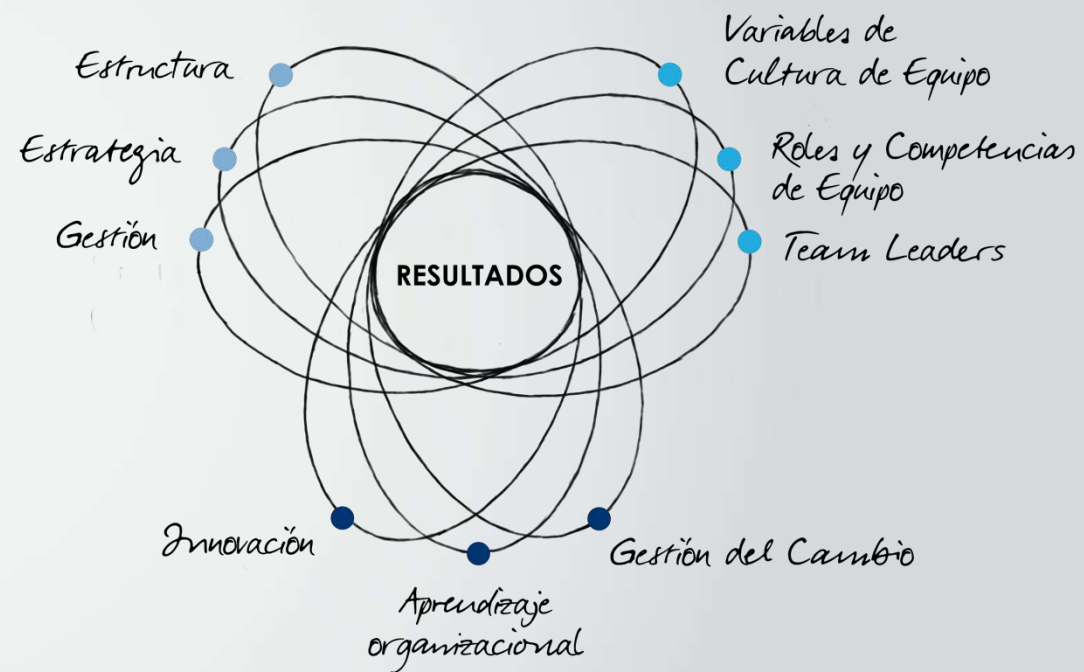 Estructura
Estrategia
Gestión
Variables de
Cultura de Equipo
Roles y Competencias
de Equipo
Team Leaders
RESULTADOS
Innovación
Aprendizaje
organizacional
Gestión del Cambio